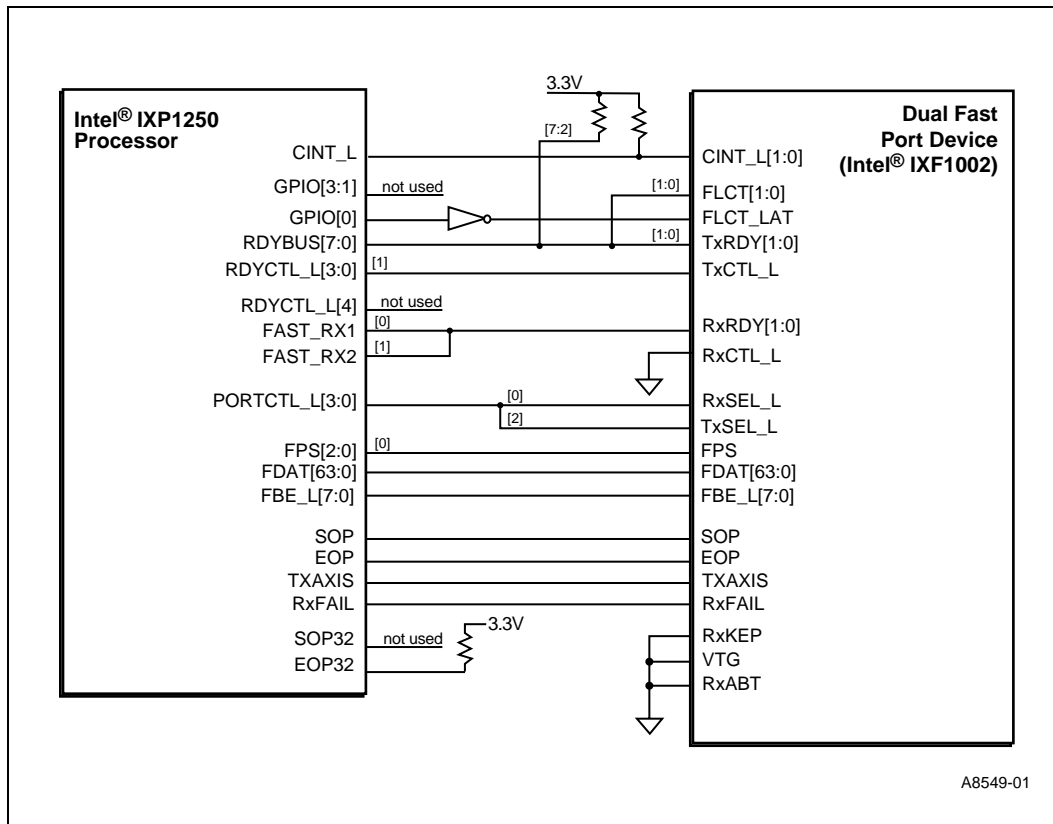 Intel® IXP1250
Processor
CINT_L
GPIO[3:1]
not used
GPIO[0]
RDYBUS[7:0]
RDYCTL_L[3:0]
[1]
RDYCTL_L[4]
not used
FAST_RX1
[0]
FAST_RX2
[1]
PORTCTL_L[3:0]
FPS[2:0]
[0]
FDAT[63:0]
FBE_L[7:0]
SOP
EOP
TXAXIS
RxFAIL
SOP32
not used
EOP32
3.3V
3.3V
[7:2]
[1:0]
[1:0]
[0]
[2]
Dual Fast
Port Device
(Intel® IXF1002)
CINT_L[1:0]
FLCT[1:0]
FLCT_LAT
TxRDY[1:0]
TxCTL_L
RxRDY[1:0]
RxCTL_L
RxSEL_L
TxSEL_L
FPS
FDAT[63:0]
FBE_L[7:0]
SOP
EOP
TXAXIS
RxFAIL
RxKEP
VTG
RxABT
A8549-01